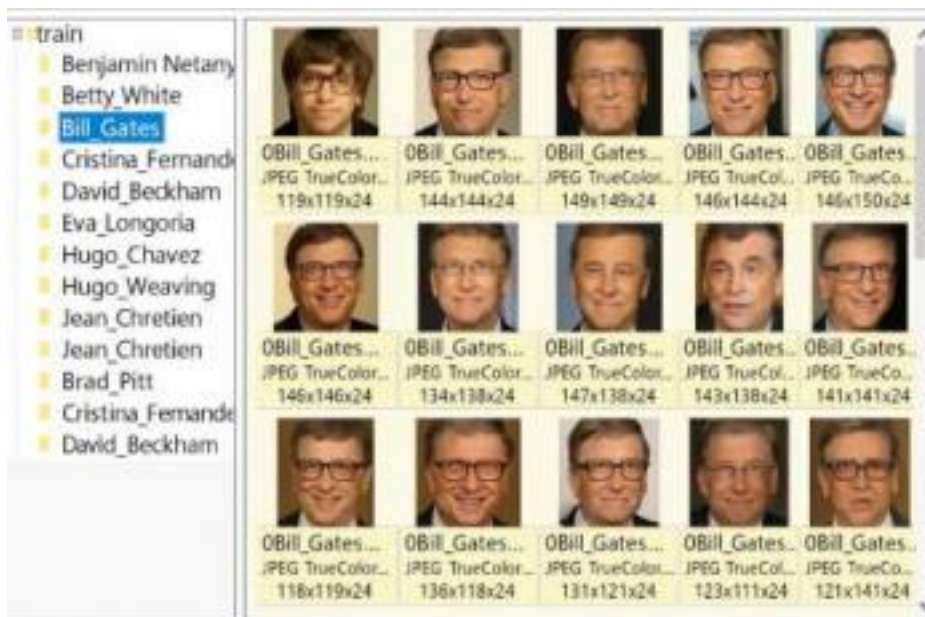 train
Benjamin Netany
Betty_White
Bill_Gates
Cristina_Fernand
David_Beckham
Eva_Longoria
Hugo_Chavez
Hugo_Weaving
Jean_Chretien
Jean_Chretien
Brad_Pitt
Cristina_Fernande
David_Beckham
0Bill_Gates... 0Bill_Gates... 0Bill_Gates... 0Bill_Gates.. 0Bill_Gates..
JPEG TrueColor... JPEG TrueColor... JPEG TrueColor... JPEG TrueCol... JPEG TrueCo...
119x119x24 144x144x24 149x149x24 146x144x24 146x150x24
0Bill_Gates... 0Bill_Gates... 0Bill_Gates... 0Bill_Gates.. 0Bill_Gates..
JPEG TrueColor... JPEG TrueColor... JPEG TrueColor... JPEG TrueCol... JPEG TrueCo...
146x146x24 134x138x24 147x138x24 143x138x24 141x141x24
0Bill_Gates... 0Bill_Gates... 0Bill_Gates... 0Bill_Gates.. 0Bill_Gates..
JPEG TrueColor... JPEG TrueColor... JPEG TrueColor... JPEG TrueCol... JPEG TrueCo...
118x119x24 136x118x24 131x121x24 123x111x24 121x141x24